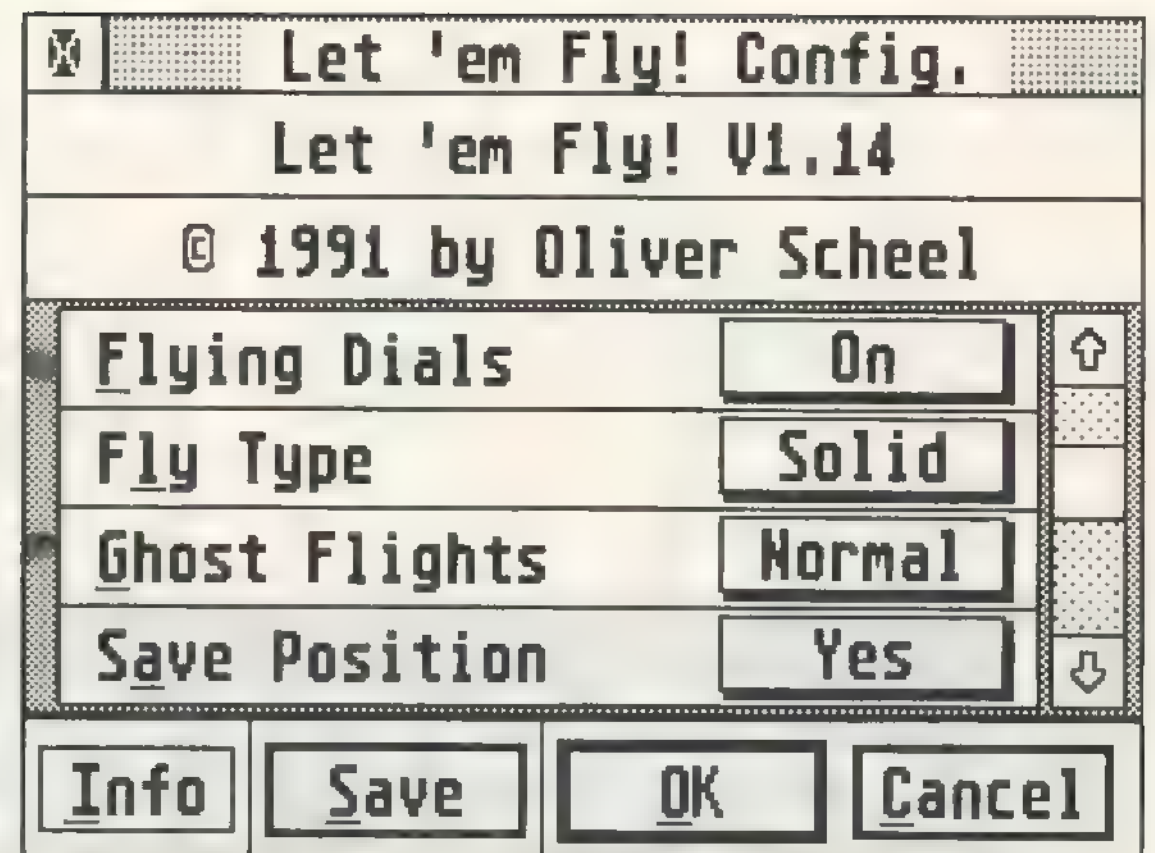 Let 'em Fly! Config.
Let 'em Fly! V1.14
© 1991 by Oliver Scheel
Flying Dials On
Fly Type Solid
Ghost Flights Normal
Save Position Yes
Info Save OK Cancel